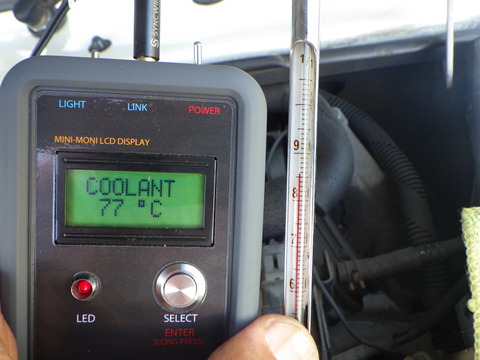 SYNCWIR
LIGHT LINK POWER
MINI-MONI LCD DISPLAY
COOLANT
77 °C
LED SELECT
ENTER
(LONG PRESS)
1
9
8
7
6